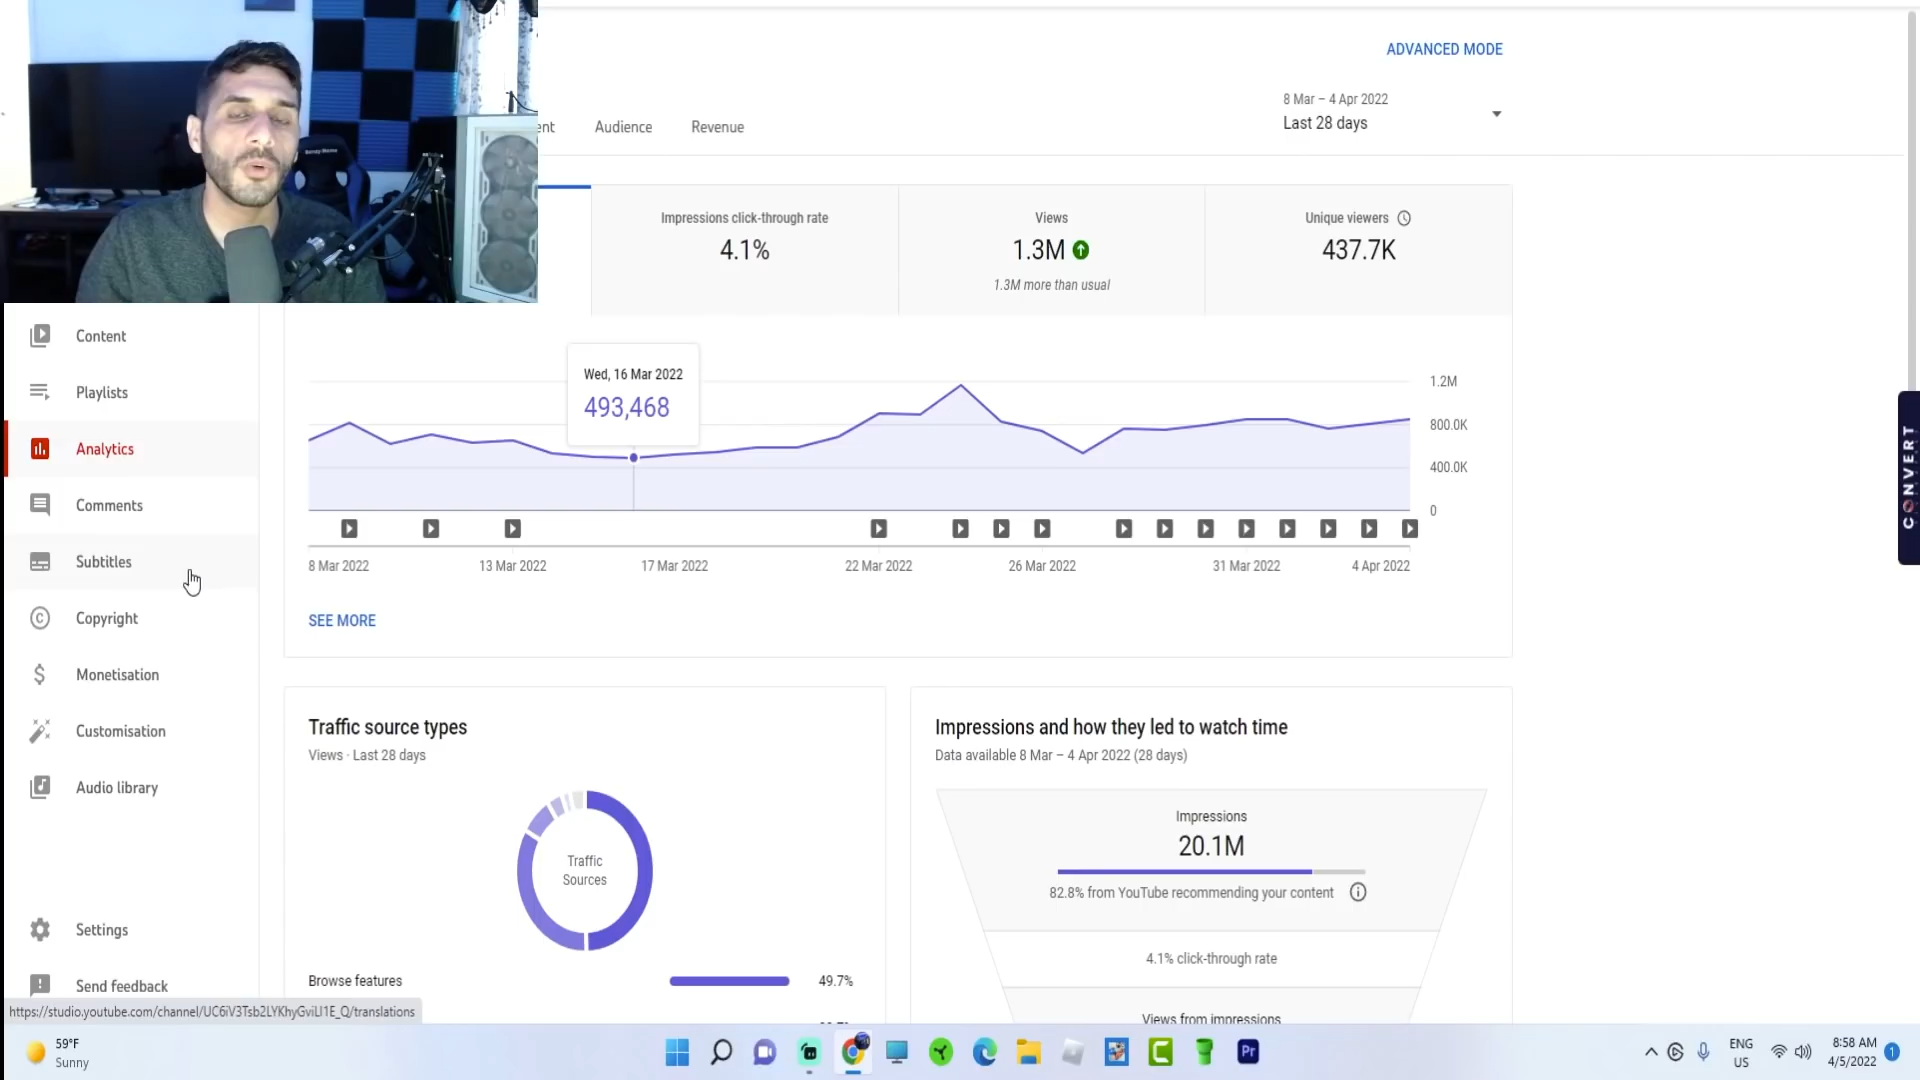 ADVANCED MODE
8 Mar – 4 Apr 2022
Last 28 days
ent
Audience
Revenue
Impressions click-through rate
4.1%
Views
1.3M
1.3M more than usual
Unique viewers
437.7K
Content
Playlists
Analytics
Comments
Subtitles
Copyright
Monetisation
Customisation
Audio library
Settings
Send feedback
Wed, 16 Mar 2022
493,468
1.2M
800.0K
400.0K
0
8 Mar 2022
13 Mar 2022
17 Mar 2022
22 Mar 2022
26 Mar 2022
31 Mar 2022
4 Apr 2022
SEE MORE
CONVERT
Traffic source types
Views · Last 28 days
Traffic
Sources
Browse features
49.7%
Impressions and how they led to watch time
Data available 8 Mar – 4 Apr 2022 (28 days)
Impressions
20.1M
82.8% from YouTube recommending your content
4.1% click-through rate
Views from impressions
59°F
Sunny
Pr
ENG
US
8:58 AM
4/5/2022
1